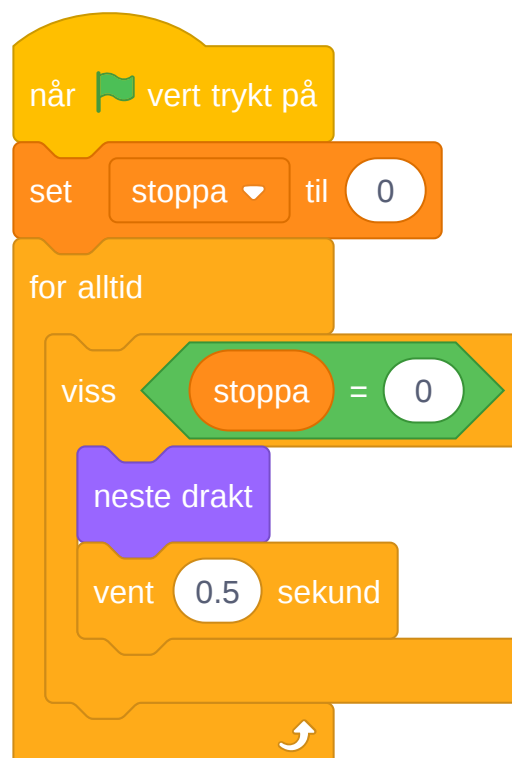 når vert trykt på
set stoppa til 0
for alltid
viss stoppa = 0
neste drakt
vent 0.5 sekund